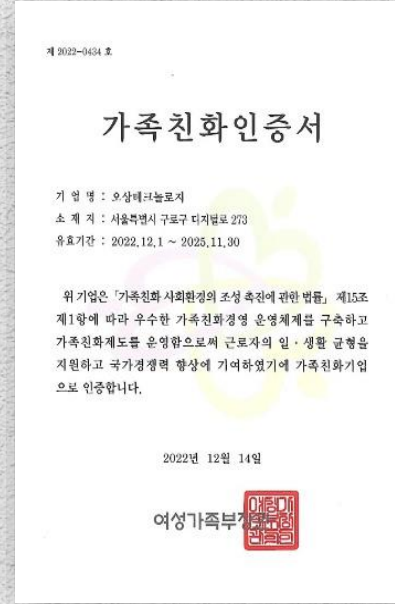 제 2022-0434 호
가족친화인증서
기 업 명 : 오상테크놀로지
소 재 지 : 서울특별시 구로구 디지털로 273
유효기간 : 2022.12.1 ~ 2025.11.30
위 기업은 「가족친화 사회환경의 조성 촉진에 관한 법률」 제15조
제1항에 따라 우수한 가족친화경영 운영체제를 구축하고
가족친화제도를 운영함으로써 근로자의 일·생활 균형을
지원하고 국가경쟁력 향상에 기여하였기에 가족친화기업
으로 인증합니다.
2022년 12월 14일
여성가족부장관